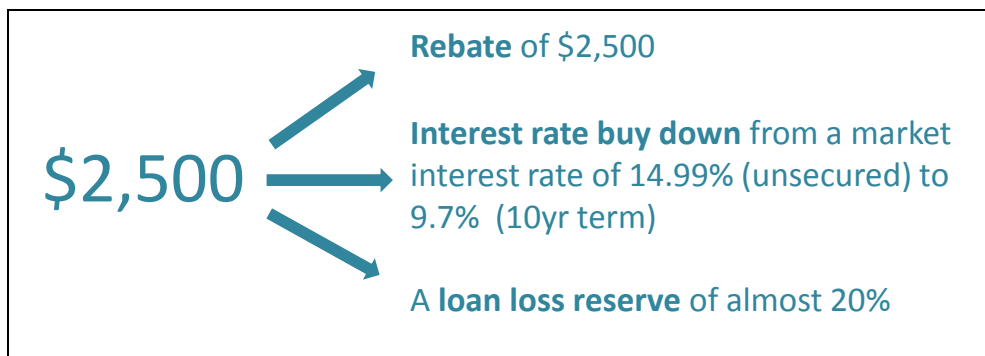 $2,500
Rebate of $2,500
Interest rate buy down from a market
interest rate of 14.99% (unsecured) to
9.7% (10yr term)
A loan loss reserve of almost 20%